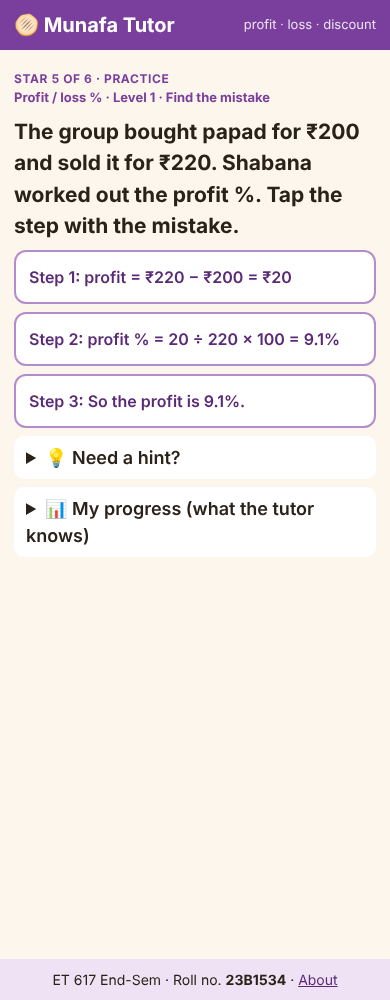 Munafa Tutor
profit · loss · discount
STAR 5 OF 6 · PRACTICE
Profit / loss % · Level 1 · Find the mistake
The group bought papad for ₹200
and sold it for ₹220. Shabana
worked out the profit %. Tap the
step with the mistake.
Step 1: profit = ₹220 − ₹200 = ₹20
Step 2: profit % = 20 ÷ 220 × 100 = 9.1%
Step 3: So the profit is 9.1%.
▶ 💡 Need a hint?
▶ 📊 My progress (what the tutor
knows)
ET 617 End-Sem · Roll no. 23B1534 · About